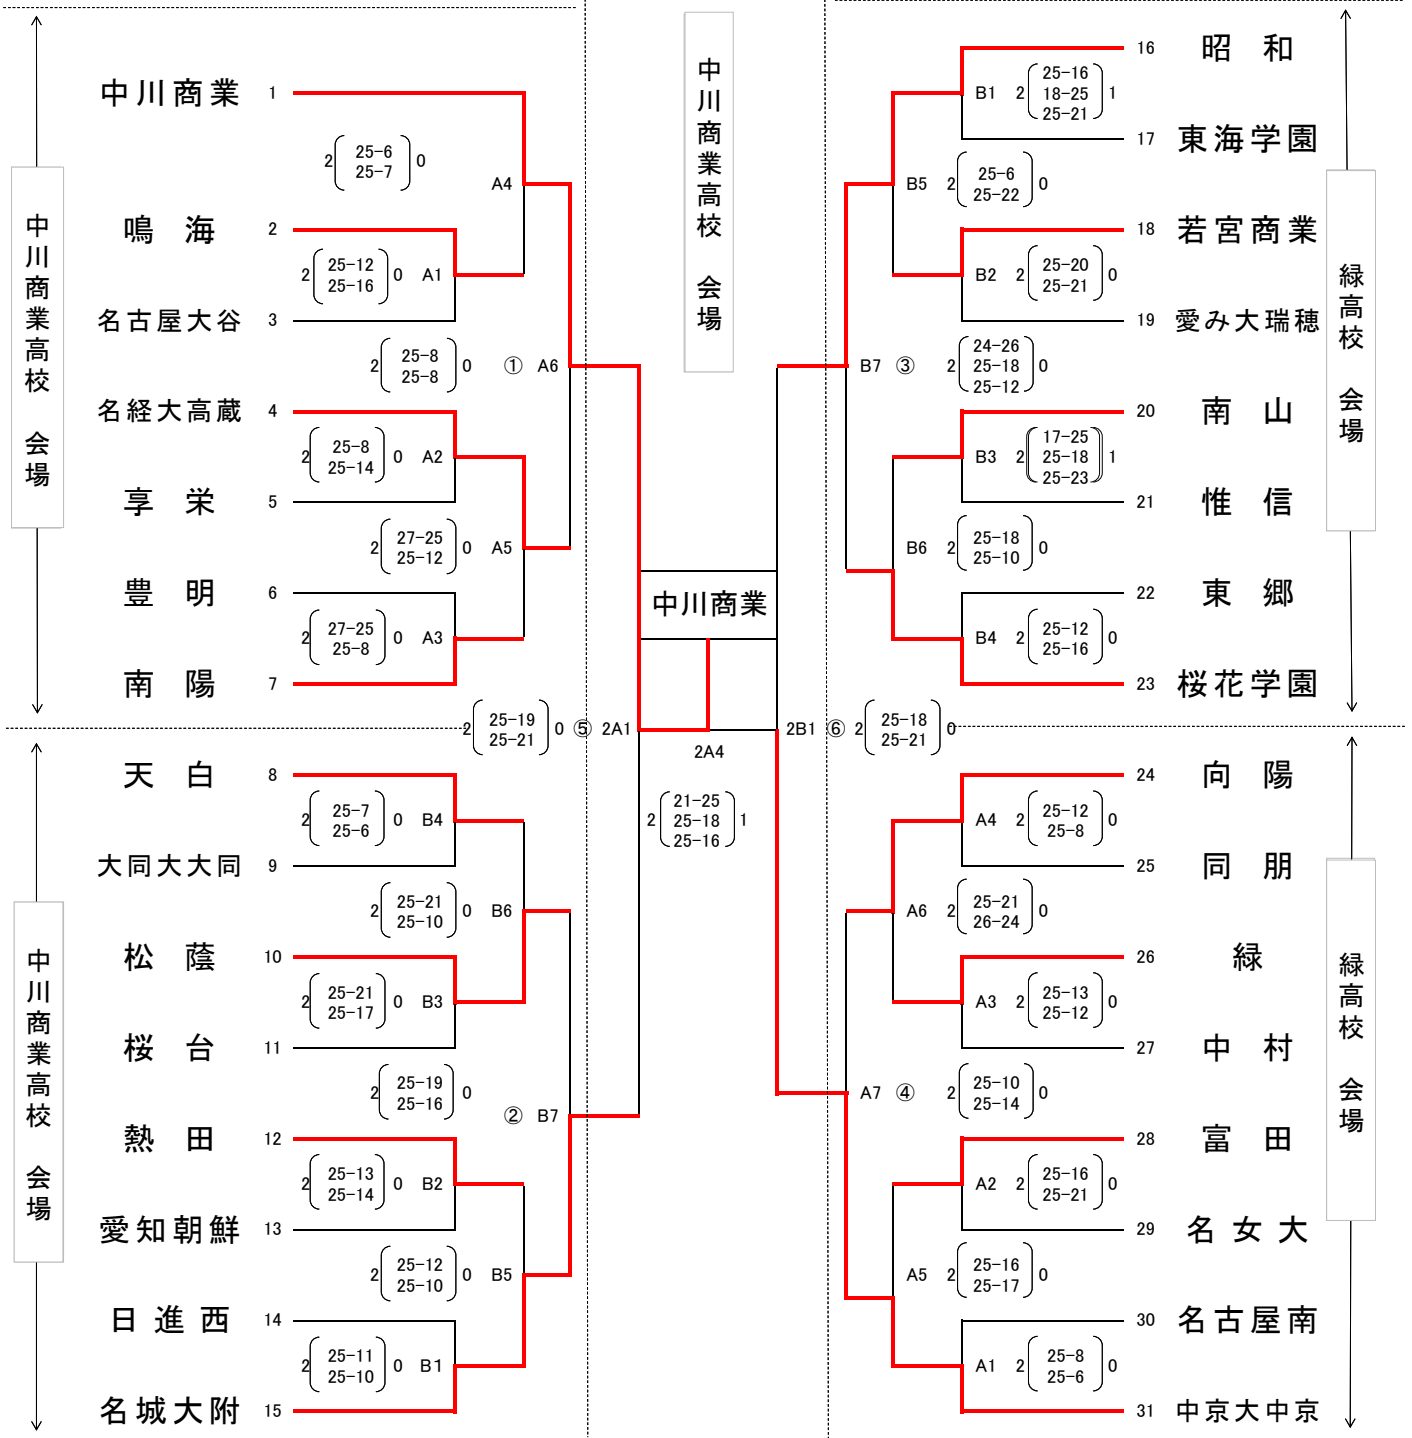 中川商業高校　会場
中川商業 1
2 25-6 0
25-7
A4
鳴海 2
2 25-12 0 A1
25-16
名古屋大谷 3
2 25-8 0 ① A6
25-8
名経大高蔵 4
2 25-8 0 A2
25-14
享栄 5
2 27-25 0 A5
25-12
豊明 6
2 27-25 0 A3
25-8
南陽 7
2 25-19 0 ⑤ 2A1
25-21
中川商業高校　会場
天白 8
2 25-7 0 B4
25-6
大同大大同 9
2 25-21 0 B6
25-10
松蔭 10
2 25-21 0 B3
25-17
桜台 11
2 25-19 0
25-16
② B7
熱田 12
2 25-13 0 B2
25-14
愛知朝鮮 13
2 25-12 0 B5
25-10
日進西 14
2 25-11 0 B1
25-10
名城大附 15
中川商業高校　会場
中川商業
2A4
2 21-25 1
25-18
25-16
緑高校　会場
16 昭和
B1 2 25-16 1
18-25
25-21
17 東海学園
B5 2 25-6 0
25-22
18 若宮商業
B2 2 25-20 0
25-21
19 愛み大瑞穂
B7 ③ 2 24-26 0
25-18
25-12
20 南山
B3 2 17-25 1
25-18
25-23
21 惟信
B6 2 25-18 0
25-10
22 東郷
B4 2 25-12 0
25-16
23 桜花学園
2B1 ⑥ 2 25-18 0
25-21
緑高校　会場
24 向陽
A4 2 25-12 0
25-8
25 同朋
A6 2 25-21 0
26-24
26 緑
A3 2 25-13 0
25-12
27 中村
A7 ④ 2 25-10 0
25-14
28 富田
A2 2 25-16 0
25-21
29 名女大
A5 2 25-16 0
25-17
30 名古屋南
A1 2 25-8 0
25-6
31 中京大中京